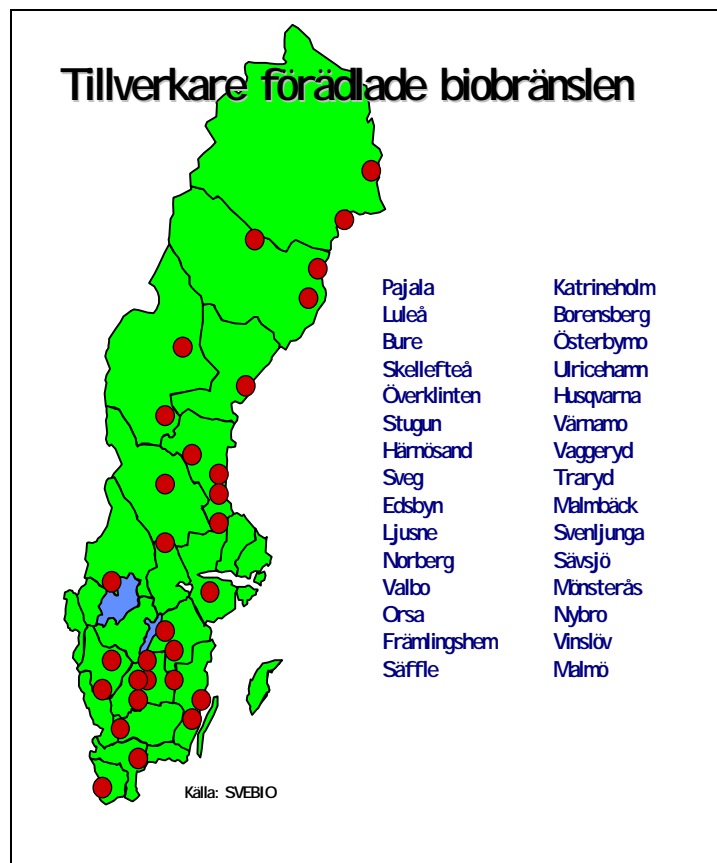 Tillverkare förädlade biobränslen
Pajala
Luleå
Bure
Skellefteå
Överklinten
Stugun
Härnösand
Sveg
Edsbyn
Ljusne
Norberg
Valbo
Orsa
Främlingshem
Säffle
Katrineholm
Borensberg
Österbymo
Ulricehamn
Husqvarna
Värnamo
Vaggeryd
Traryd
Malmbäck
Svenljunga
Sävsjö
Mönsterås
Nybro
Vinslöv
Malmö
Källa: SVEBIO